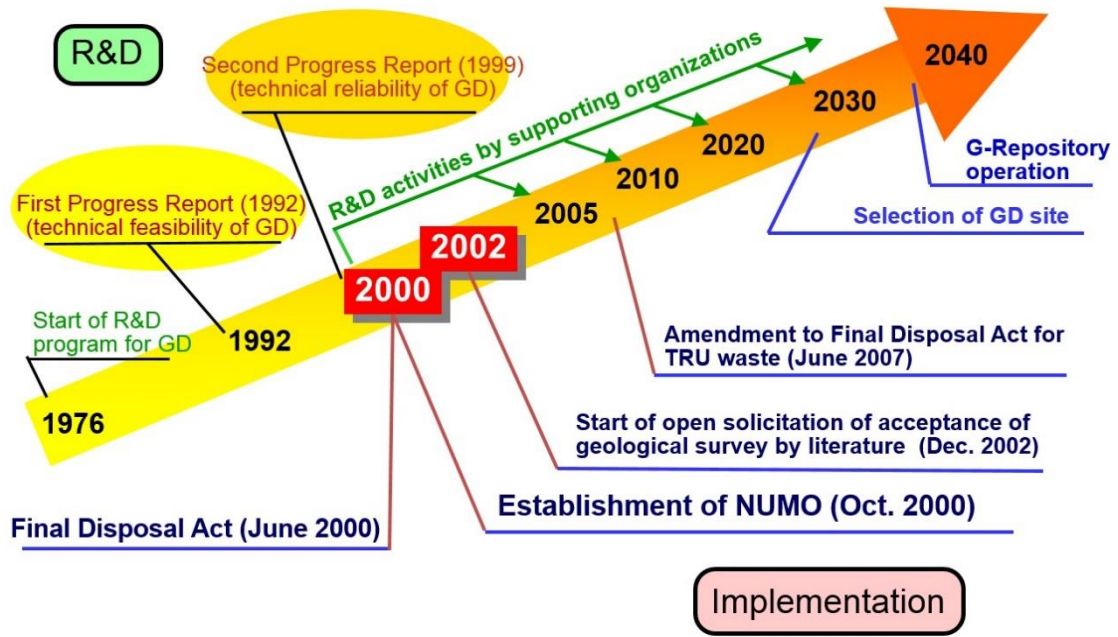 R&D
Second Progress Report (1999)
(technical reliability of GD)
First Progress Report (1992)
(technical feasibility of GD)
Start of R&D
program for GD
R&D activities by supporting organizations
1976
1992
2000
2002
2005
2010
2020
2030
2040
G-Repository
operation
Selection of GD site
Amendment to Final Disposal Act for
TRU waste (June 2007)
Start of open solicitation of acceptance of
geological survey by literature (Dec. 2002)
Establishment of NUMO (Oct. 2000)
Final Disposal Act (June 2000)
Implementation